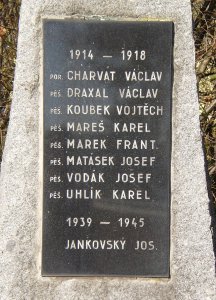 1914 — 1918
POR. CHARVÁT VÁCLAV
PĚŠ. DRAXAL VÁCLAV
PĚŠ. KOUBEK VOJTĚCH
PĚŠ. MAREŠ KAREL
PĚŠ. MAREK FRANT.
PĚŠ. MATÁSEK JOSEF
PĚŠ. VODÁK JOSEF
PĚŠ. UHLÍK KAREL
1939 — 1945
JANKOVSKÝ JOS.